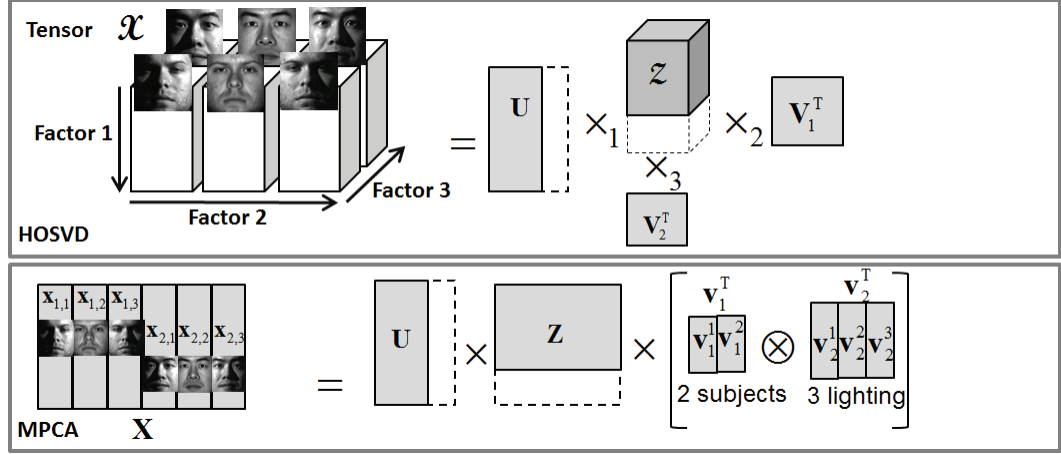 Tensor 𝒳
Factor 1
Factor 2
Factor 3
HOSVD
= U ×₁ 𝒵 ×₂ V₁ᵀ
×₃
V₂ᵀ
x₁,₁ x₁,₂ x₁,₃
x₂,₁ x₂,₂ x₂,₃
X
MPCA
= U × Z × [ v₁ᵀ ⊗ v₂ᵀ ]
v₁¹ v₁² v₂¹ v₂² v₂³
2 subjects 3 lighting